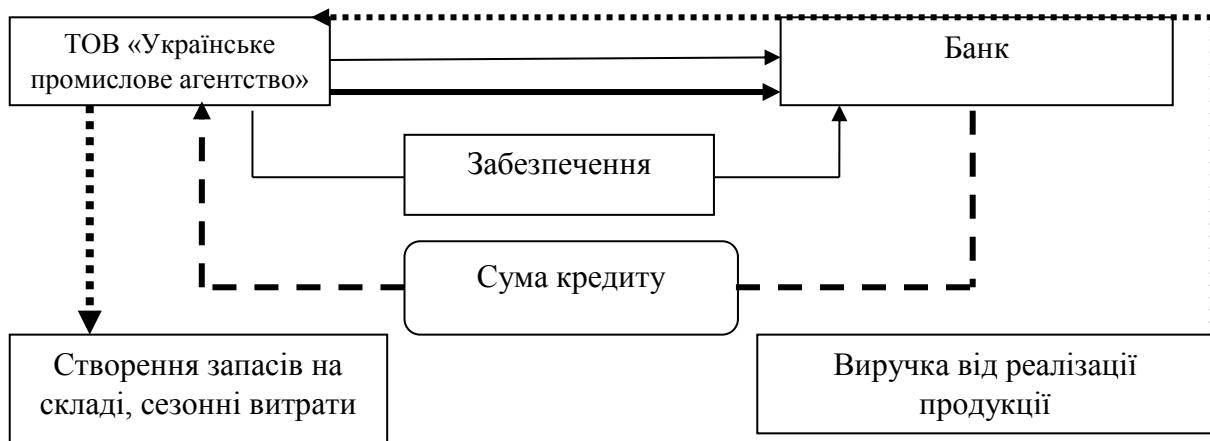 ТОВ «Українське
промислове агентство»
Банк
Забезпечення
Сума кредиту
Створення запасів на
складі, сезонні витрати
Виручка від реалізації
продукції